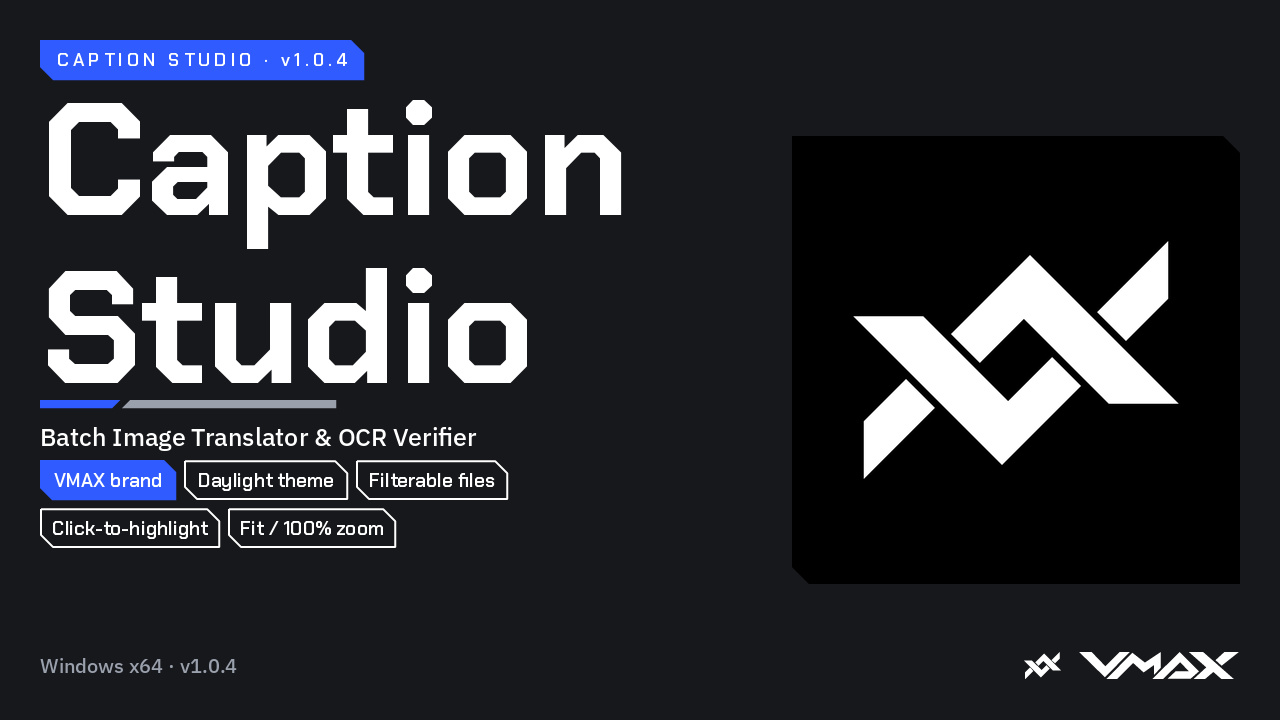 CAPTION STUDIO · v1.0.4
Caption
Studio
Batch Image Translator & OCR Verifier
VMAX brand
Daylight theme
Filterable files
Click-to-highlight
Fit / 100% zoom
Windows x64 · v1.0.4
VMAX